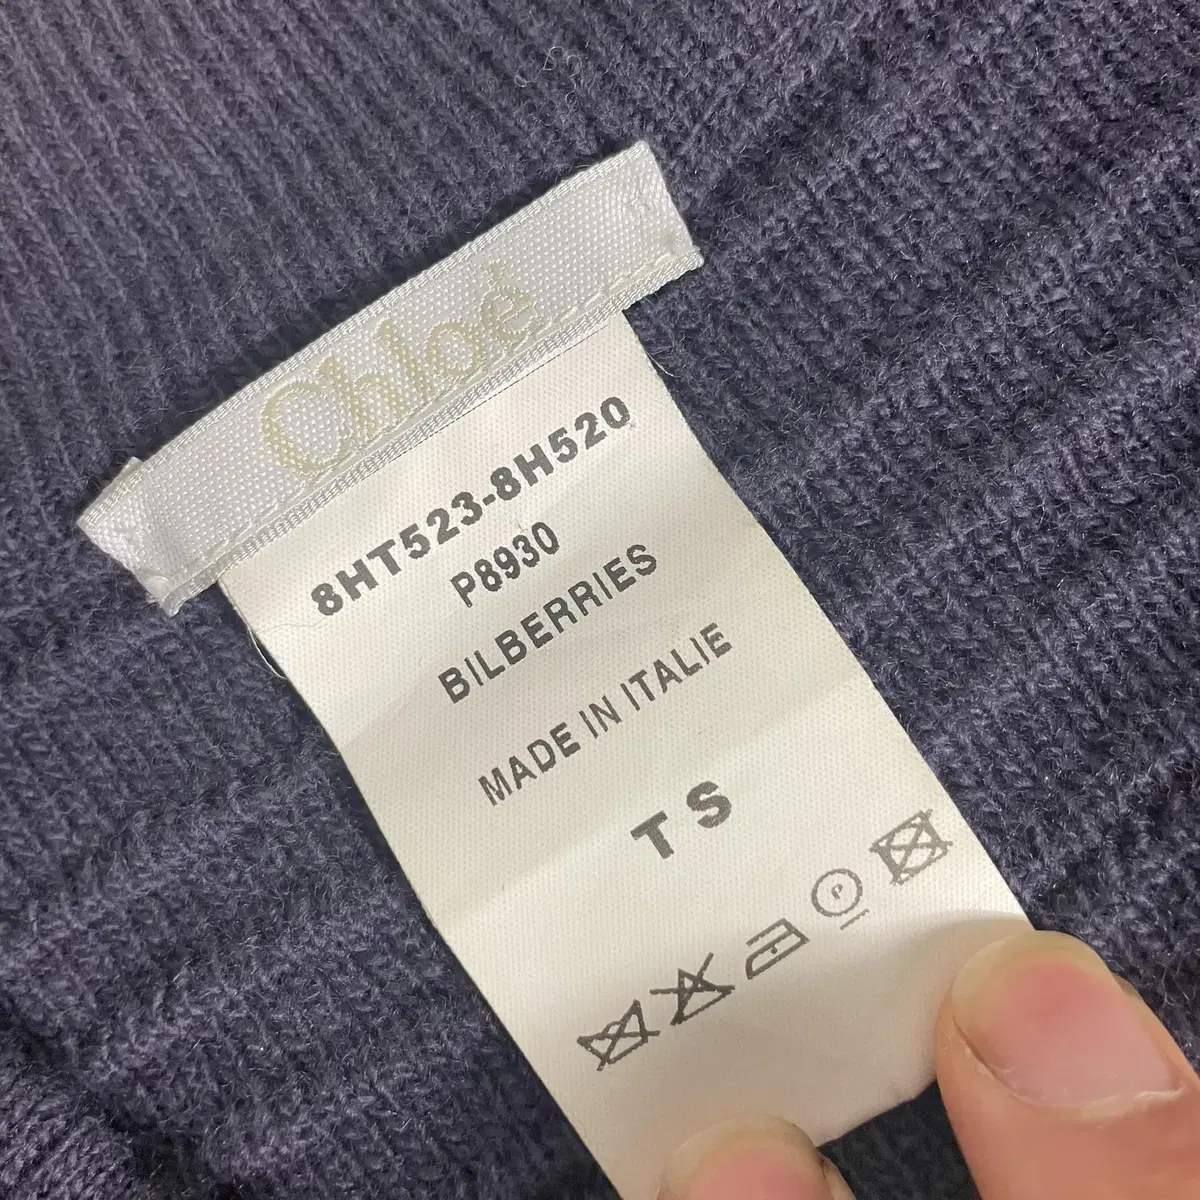 Chloé
8HT523-8H520
P8930
BILBERRIES
MADE IN ITALIE
T S
P